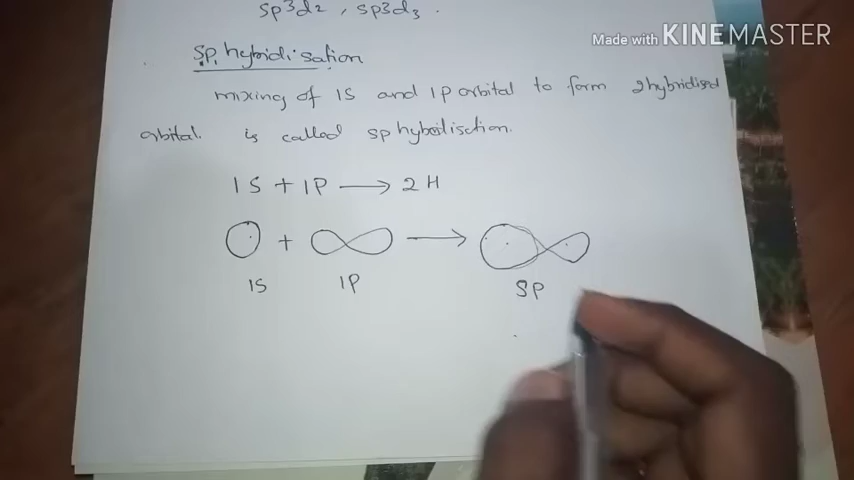 sp³d₂, sp3d₃.
Made with KINEMASTER
sp hybridisation
mixing of 1S and 1P orbital to form 2hybridised
orbital. is called sp hybridisction.
1S + 1P → 2 H
+ →
1S 1P SP